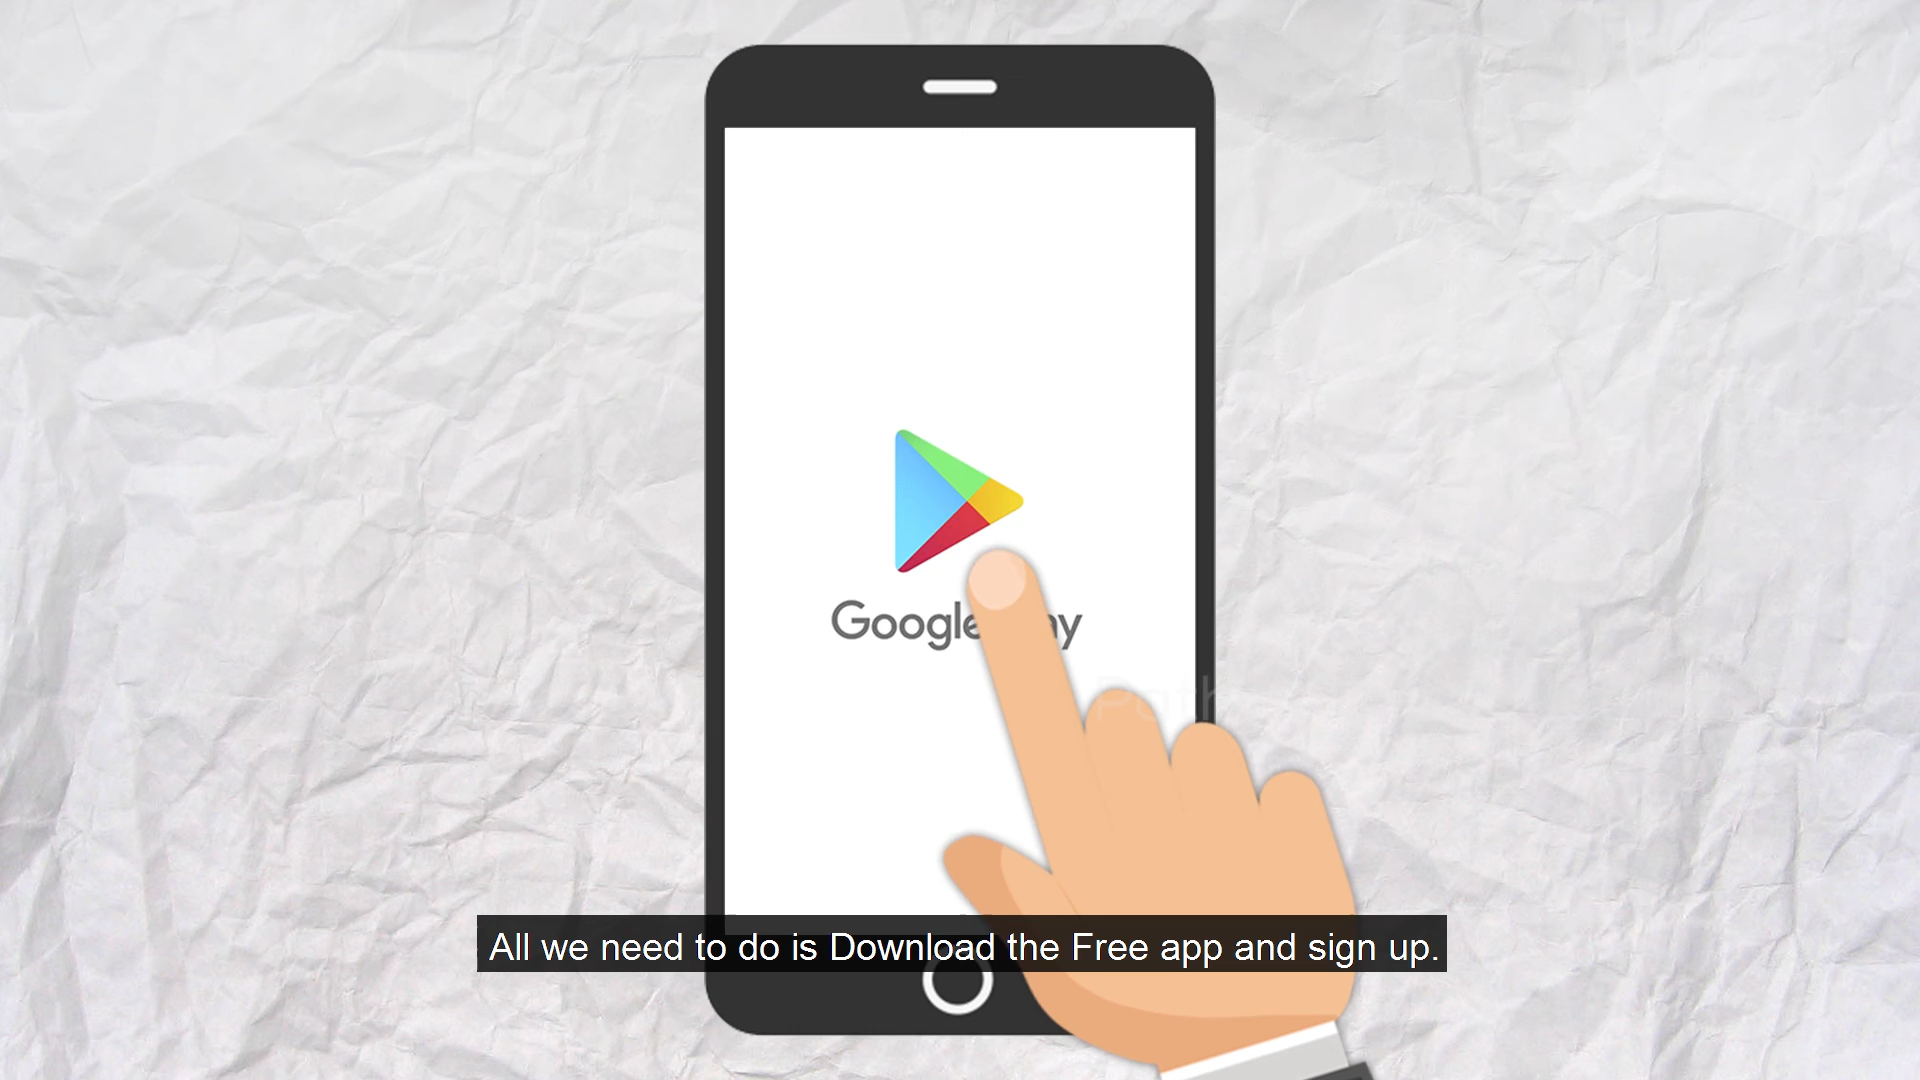 Google
All we need to do is Download the Free app and sign up.